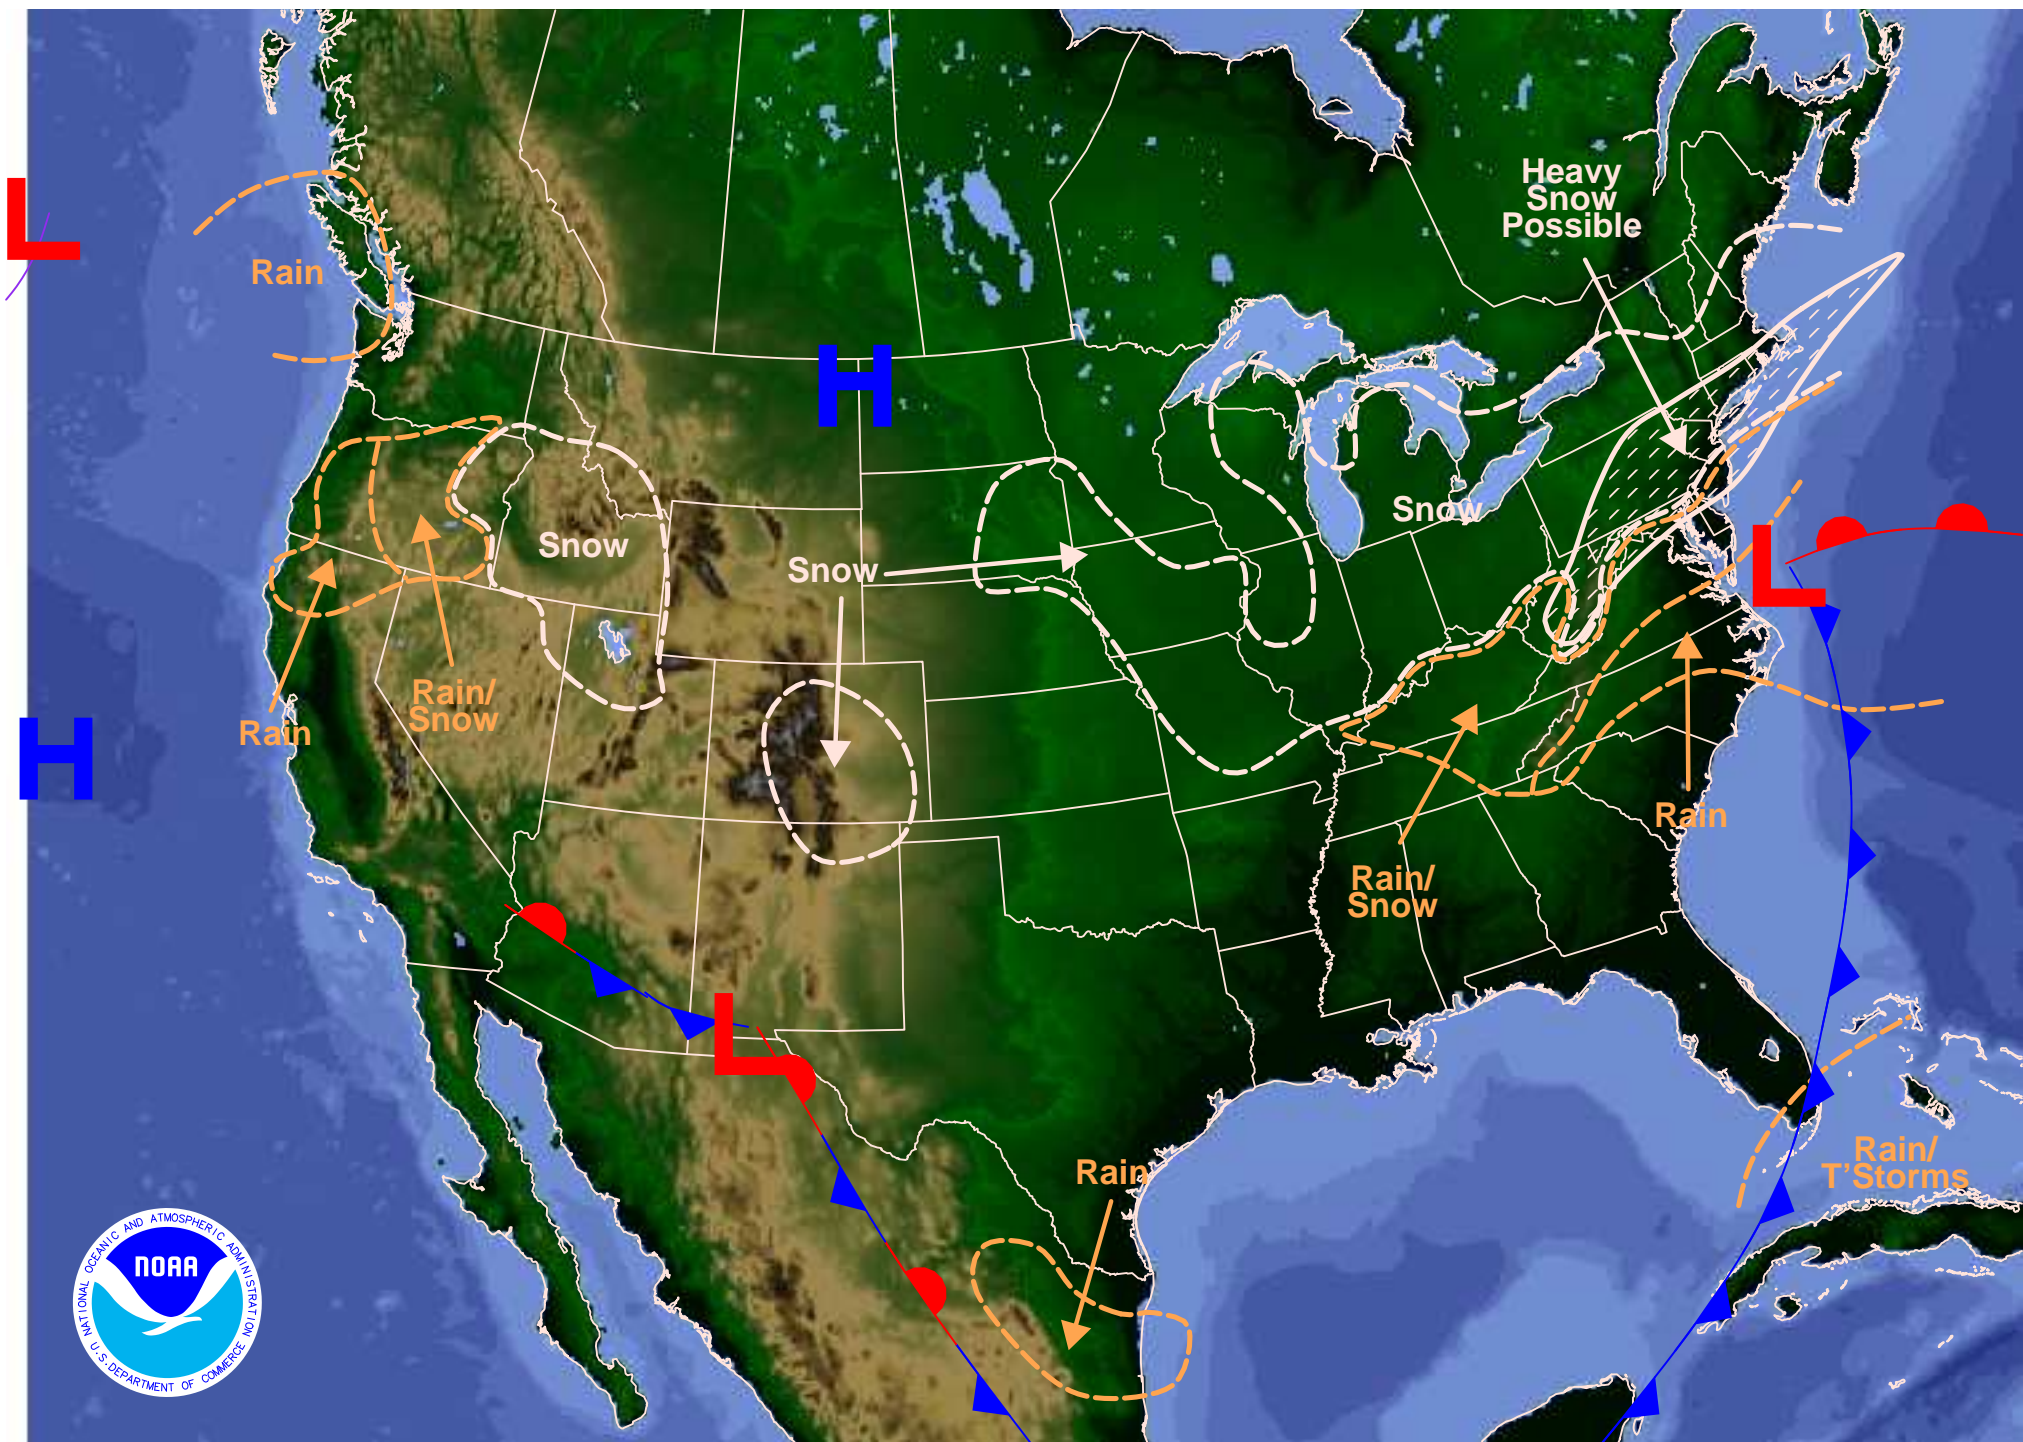 Heavy
Snow
Possible
L
Rain
H
Snow
Snow
Snow
L
Rain/
Snow
Rain
H
Rain
Rain/
Snow
L
Rain
Rain/
T'Storms
NATIONAL OCEANIC AND ATMOSPHERIC ADMINISTRATION
NOAA
U.S. DEPARTMENT OF COMMERCE